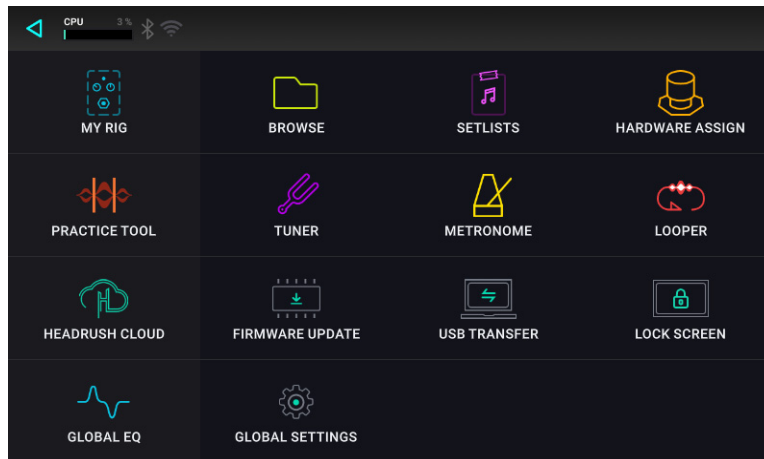 CPU 3 %
MY RIG
BROWSE
SETLISTS
HARDWARE ASSIGN
PRACTICE TOOL
TUNER
METRONOME
LOOPER
HEADRUSH CLOUD
FIRMWARE UPDATE
USB TRANSFER
LOCK SCREEN
GLOBAL EQ
GLOBAL SETTINGS